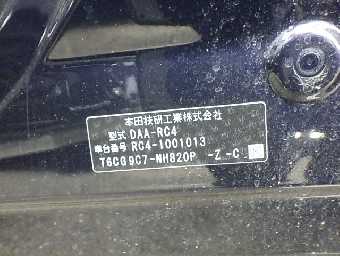 本田技研工業株式会社
型式 DAA-RC4
車台番号 RC4-1001013
T6CG9C7-NH820P -Z -C